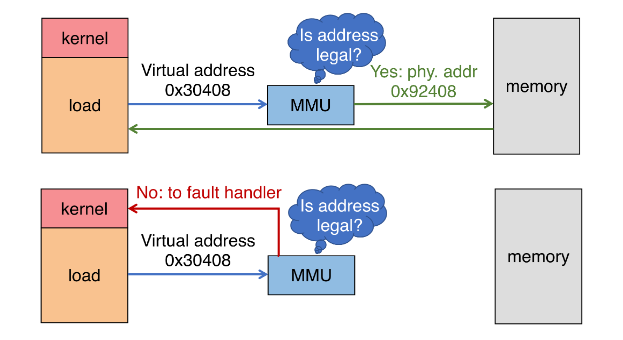 kernel
load
Virtual address
0x30408
Is address
legal?
MMU
Yes: phy. addr
0x92408
memory
kernel
No: to fault handler
load
Virtual address
0x30408
Is address
legal?
MMU
memory